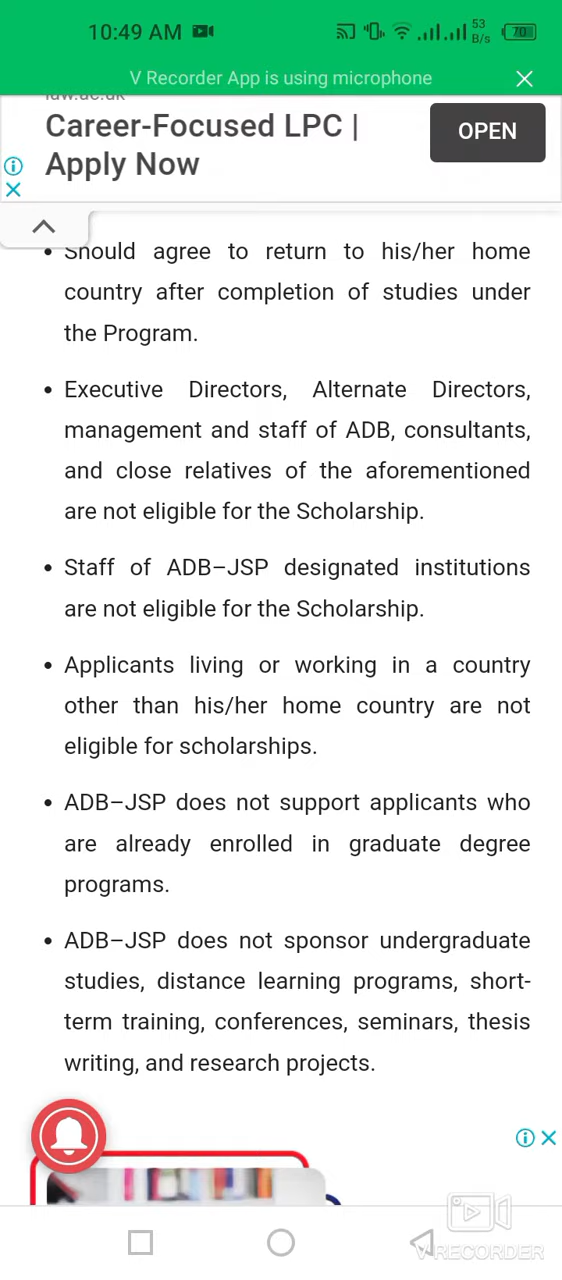 10:49 AM
53
B/s
70
V Recorder App is using microphone
law.ac.uk
Career-Focused LPC |
Apply Now
OPEN
• Should agree to return to his/her home
country after completion of studies under
the Program.
• Executive Directors, Alternate Directors,
management and staff of ADB, consultants,
and close relatives of the aforementioned
are not eligible for the Scholarship.
• Staff of ADB–JSP designated institutions
are not eligible for the Scholarship.
• Applicants living or working in a country
other than his/her home country are not
eligible for scholarships.
• ADB–JSP does not support applicants who
are already enrolled in graduate degree
programs.
• ADB–JSP does not sponsor undergraduate
studies, distance learning programs, short-
term training, conferences, seminars, thesis
writing, and research projects.
V RECORDER